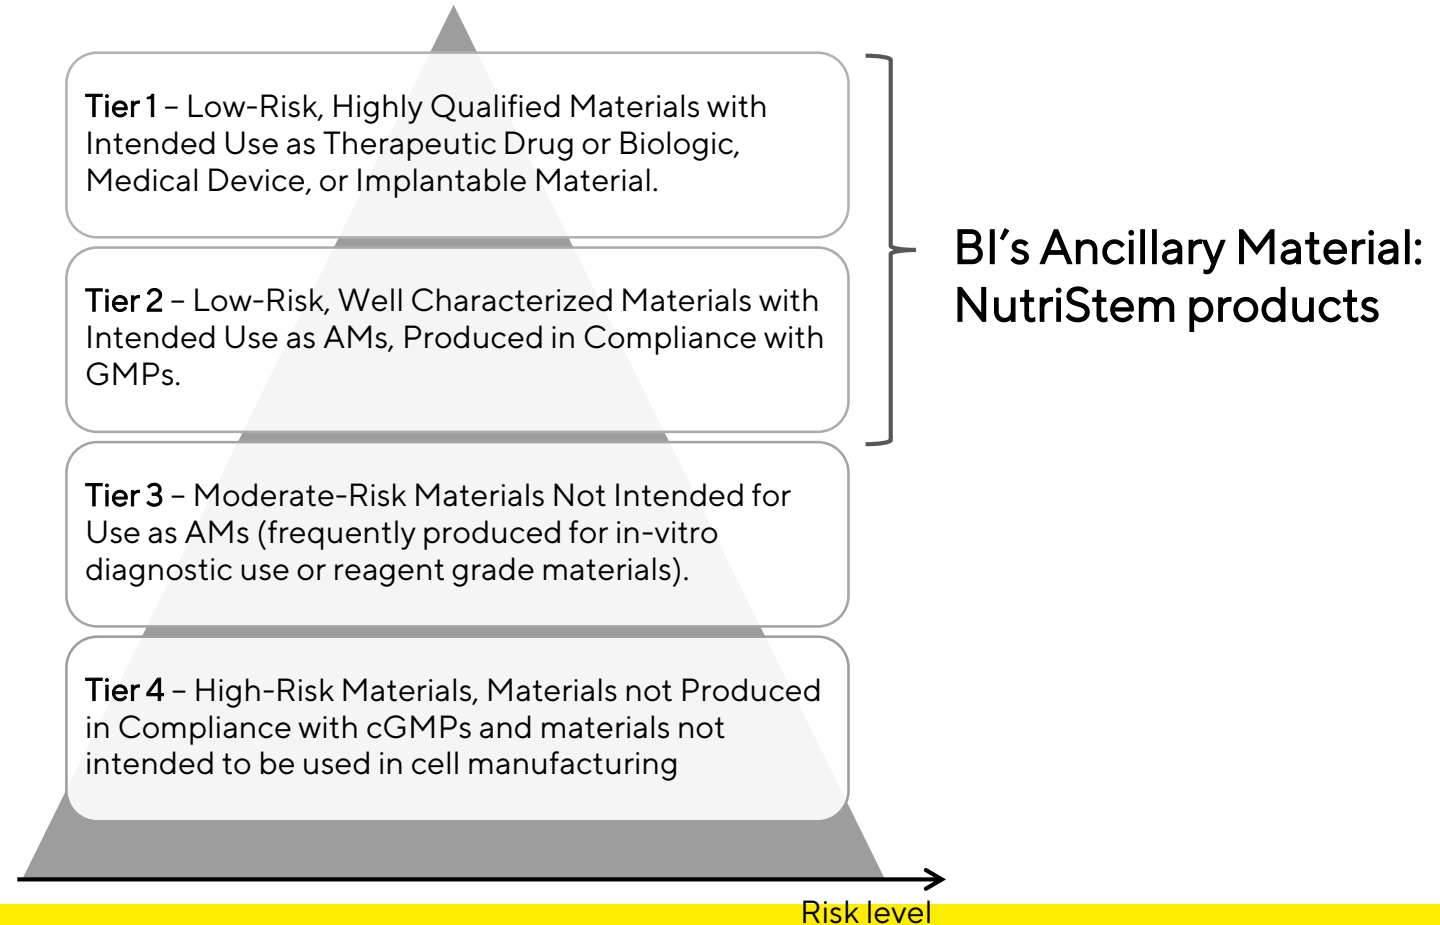 Tier 1 – Low-Risk, Highly Qualified Materials with
Intended Use as Therapeutic Drug or Biologic,
Medical Device, or Implantable Material.
Tier 2 – Low-Risk, Well Characterized Materials with
Intended Use as AMs, Produced in Compliance with
GMPs.
BI’s Ancillary Material:
NutriStem products
Tier 3 – Moderate-Risk Materials Not Intended for
Use as AMs (frequently produced for in-vitro
diagnostic use or reagent grade materials).
Tier 4 – High-Risk Materials, Materials not Produced
in Compliance with cGMPs and materials not
intended to be used in cell manufacturing
Risk level